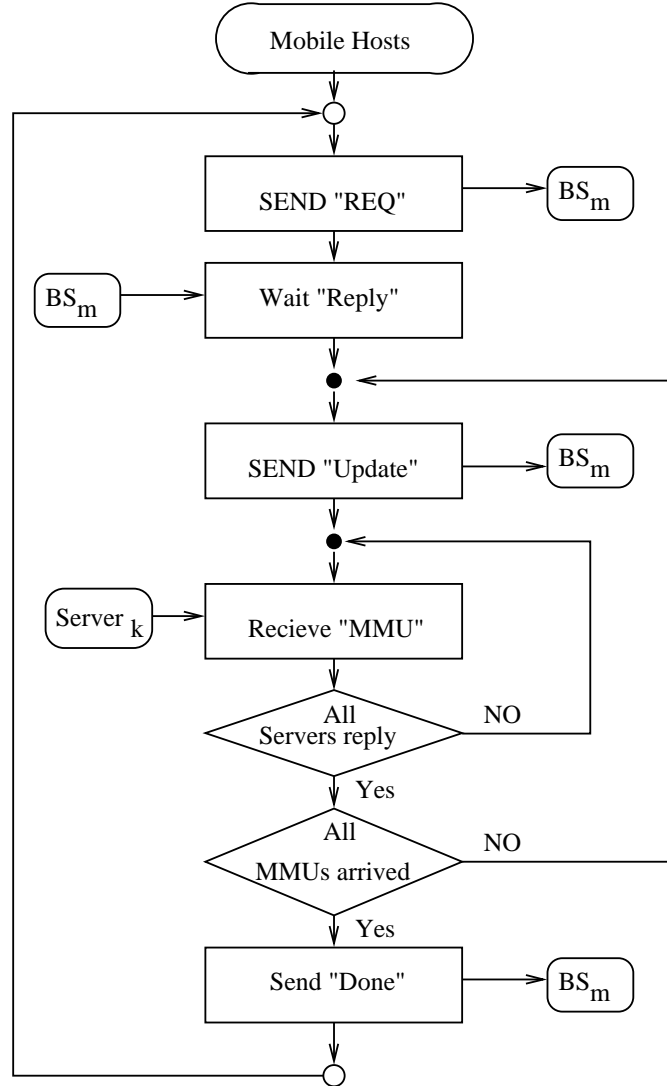 Mobile Hosts
SEND "REQ"
BSm
BSm
Wait "Reply"
SEND "Update"
BSm
Server k
Recieve "MMU"
All
Servers reply
NO
Yes
All
MMUs arrived
NO
Yes
Send "Done"
BSm